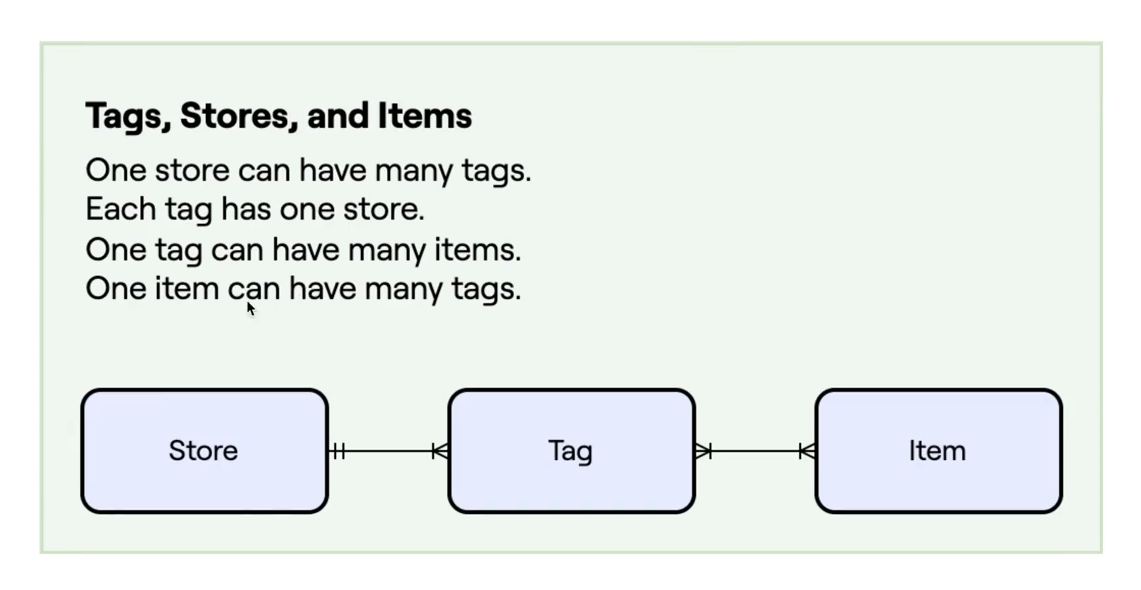 Tags, Stores, and Items
One store can have many tags.
Each tag has one store.
One tag can have many items.
One item can have many tags.
Store
Tag
Item